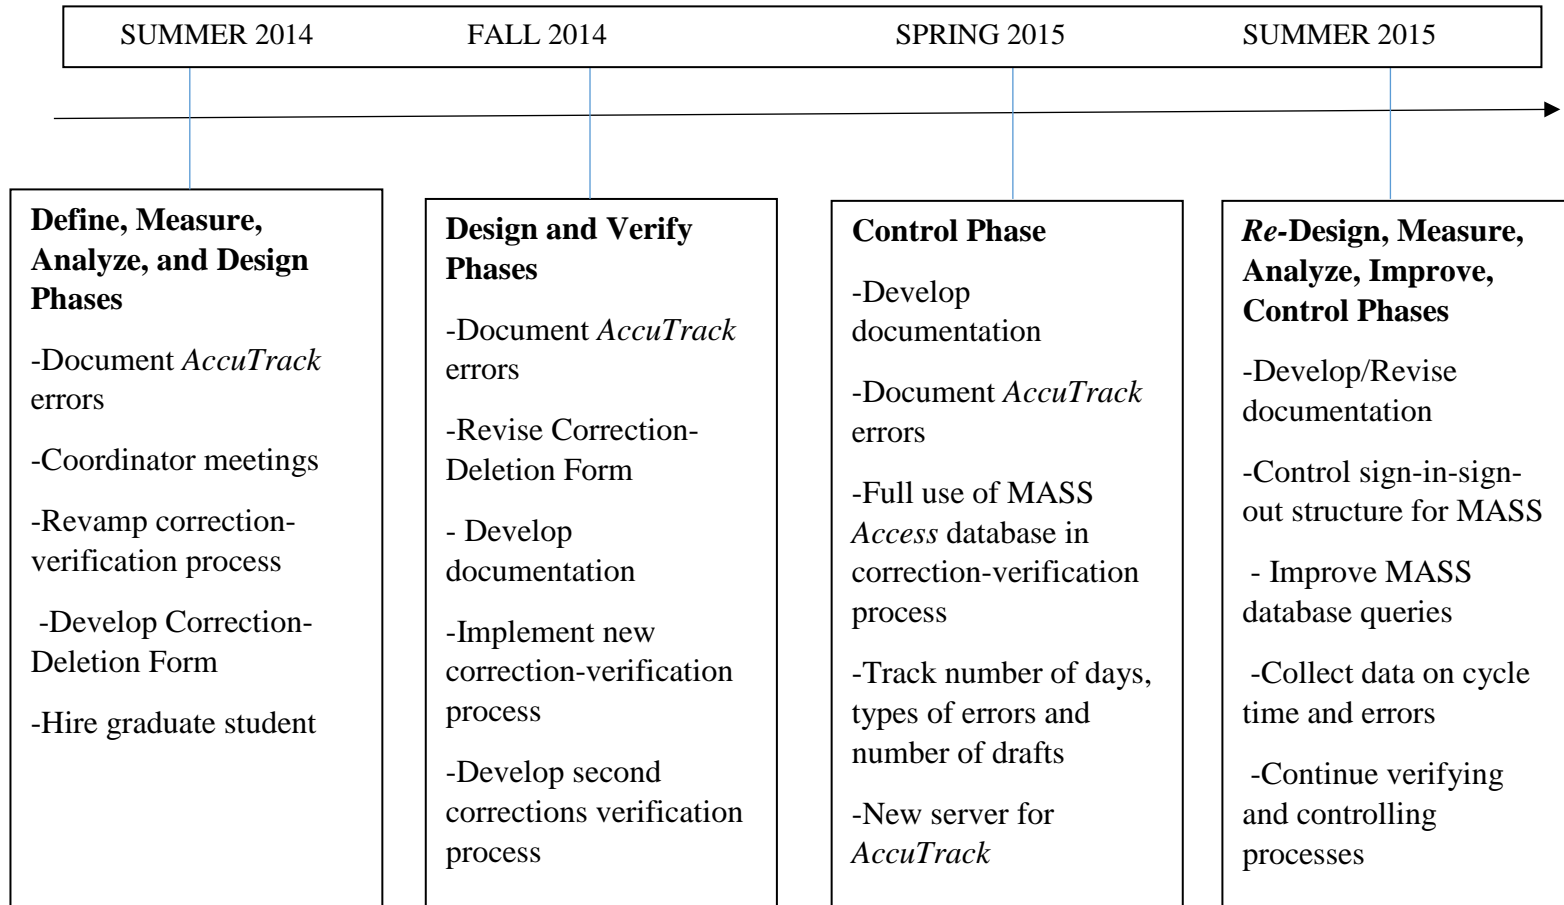 SUMMER 2014
FALL 2014
SPRING 2015
SUMMER 2015
Define, Measure,
Analyze, and Design
Phases
-Document AccuTrack
errors
-Coordinator meetings
-Revamp correction-
verification process
-Develop Correction-
Deletion Form
-Hire graduate student
Design and Verify
Phases
-Document AccuTrack
errors
-Revise Correction-
Deletion Form
- Develop
documentation
-Implement new
correction-verification
process
-Develop second
corrections verification
process
Control Phase
-Develop
documentation
-Document AccuTrack
errors
-Full use of MASS
Access database in
correction-verification
process
-Track number of days,
types of errors and
number of drafts
-New server for
AccuTrack
Re-Design, Measure,
Analyze, Improve,
Control Phases
-Develop/Revise
documentation
-Control sign-in-sign-
out structure for MASS
- Improve MASS
database queries
-Collect data on cycle
time and errors
-Continue verifying
and controlling
processes